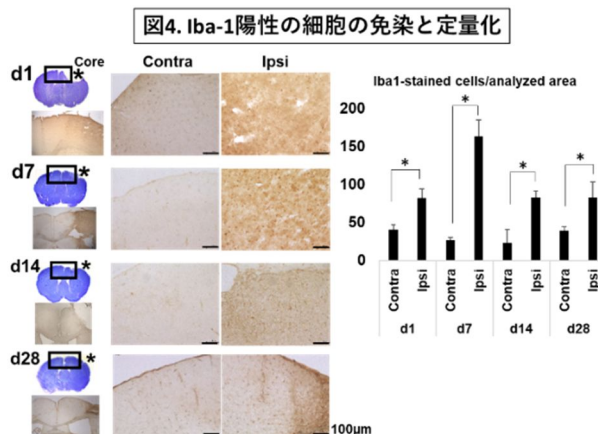 図4. Iba-1陽性の細胞の免染と定量化
Core
Contra
Ipsi
d1
*
d7
*
d14
*
d28
*
100um
Iba1-stained cells/analyzed area
200
150
100
50
0
*
*
*
*
Contra
Ipsi
Contra
Ipsi
Contra
Ipsi
Contra
Ipsi
d1
d7
d14
d28